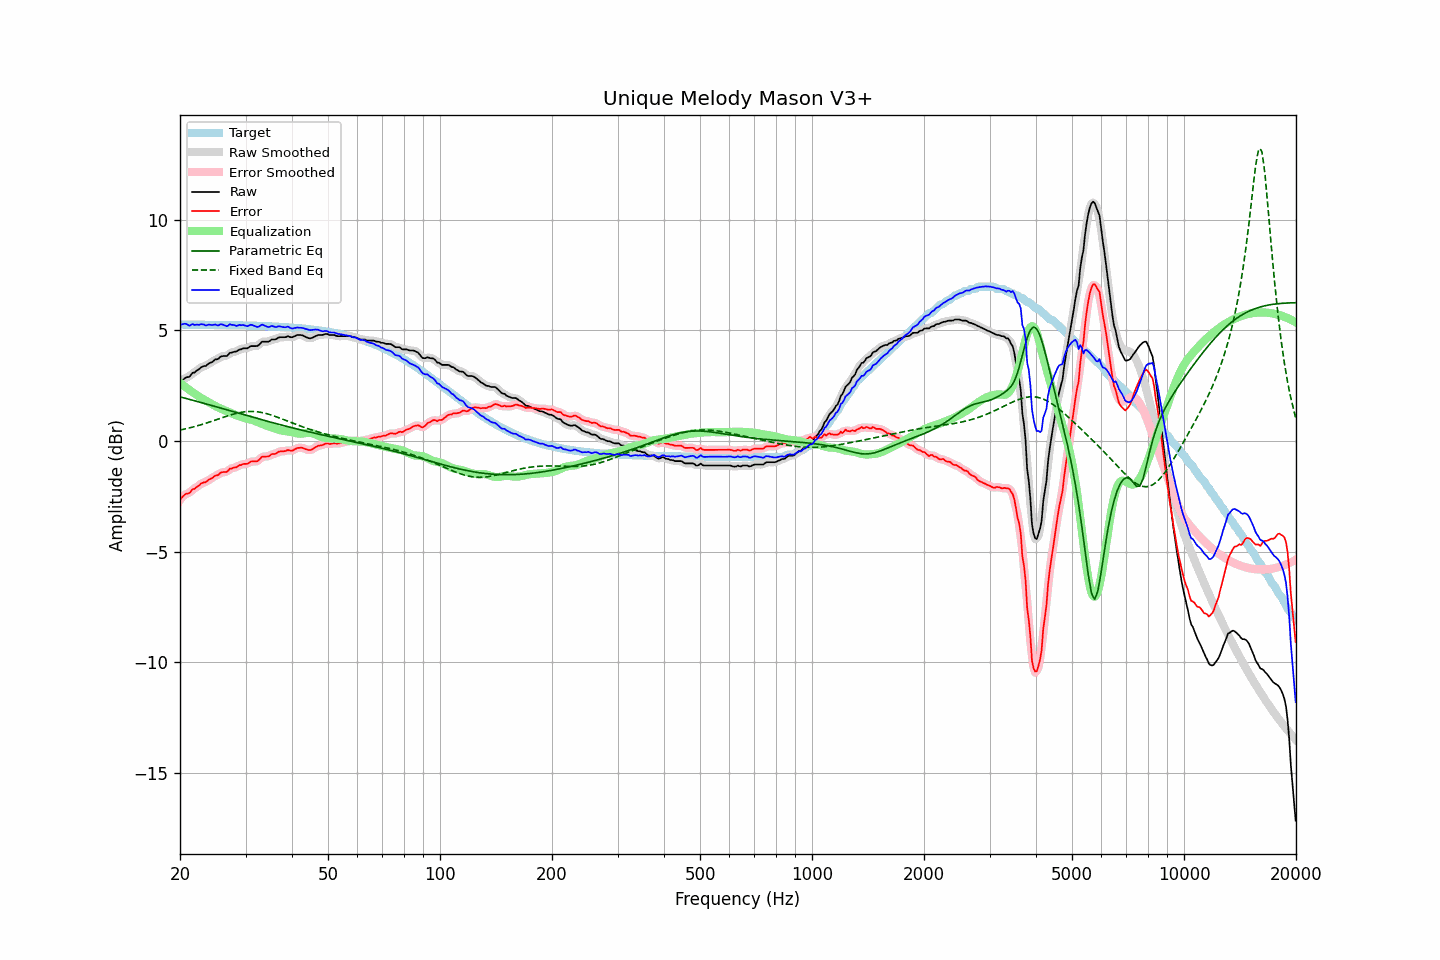 Unique Melody Mason V3+
Target
Raw Smoothed
Error Smoothed
Raw
Error
Equalization
Parametric Eq
Fixed Band Eq
Equalized
10
5
0
−5
−10
−15
Amplitude (dBr)
20 50 100 200 500 1000 2000 5000 10000 20000
Frequency (Hz)